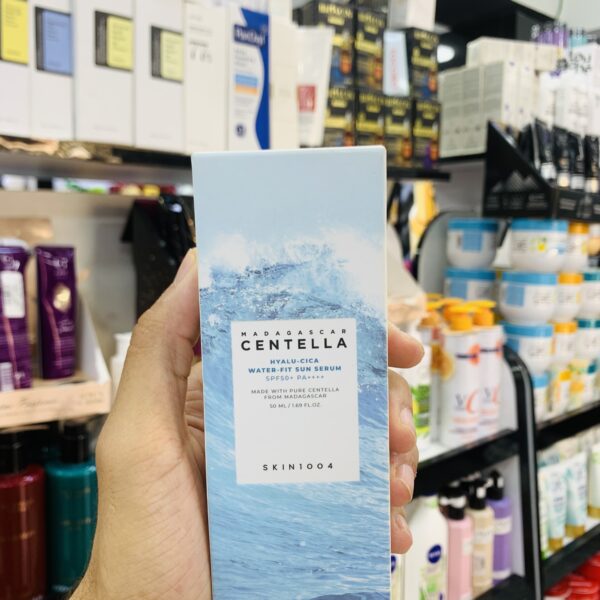 MADAGASCAR
CENTELLA
HYALU-CICA
WATER-FIT SUN SERUM
SPF50+ PA++++
MADE WITH PURE CENTELLA
FROM MADAGASCAR
50 ML / 1.69 FL.OZ.
SKIN1004